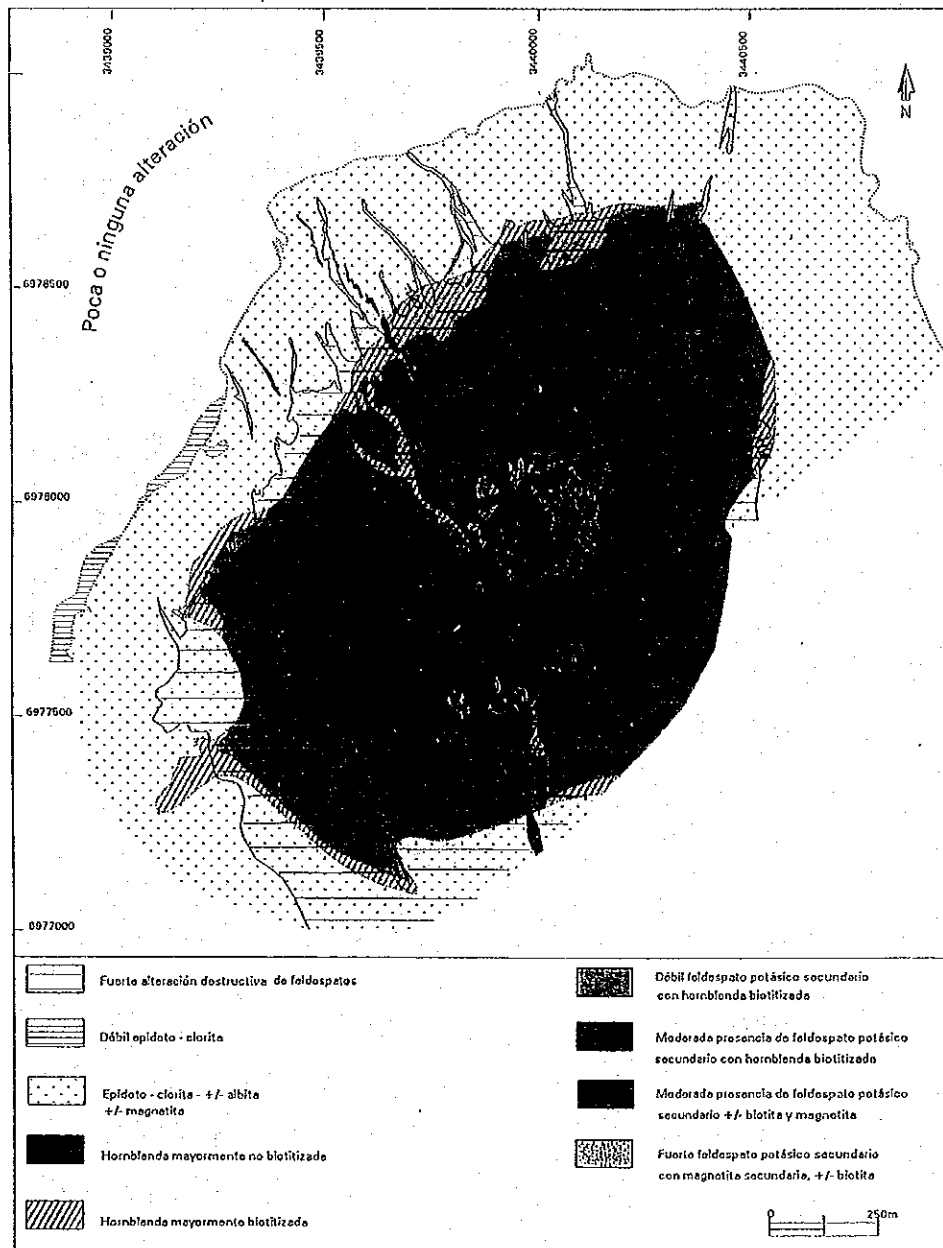 3439000
3439500
3440000
3440500
N
Poca o ninguna alteración
6978500
6978000
6977500
6977000
Fuerte alteración destructiva de feldespatos
Débil epidoto - clorita
Epidoto - clorita - +/- albita
+/- magnetita
Hornblenda mayormente no biotitizada
Hornblenda mayormente biotitizada
Débil feldespato potásico secundario
con hornblenda biotitizada
Moderada presencia de feldespato potásico
secundario con hornblenda biotitizada
Moderada presencia de feldespato potásico
secundario +/- biotita y magnetita
Fuerte feldespato potásico secundario
con magnetita secundaria, +/- biotita
0 250m